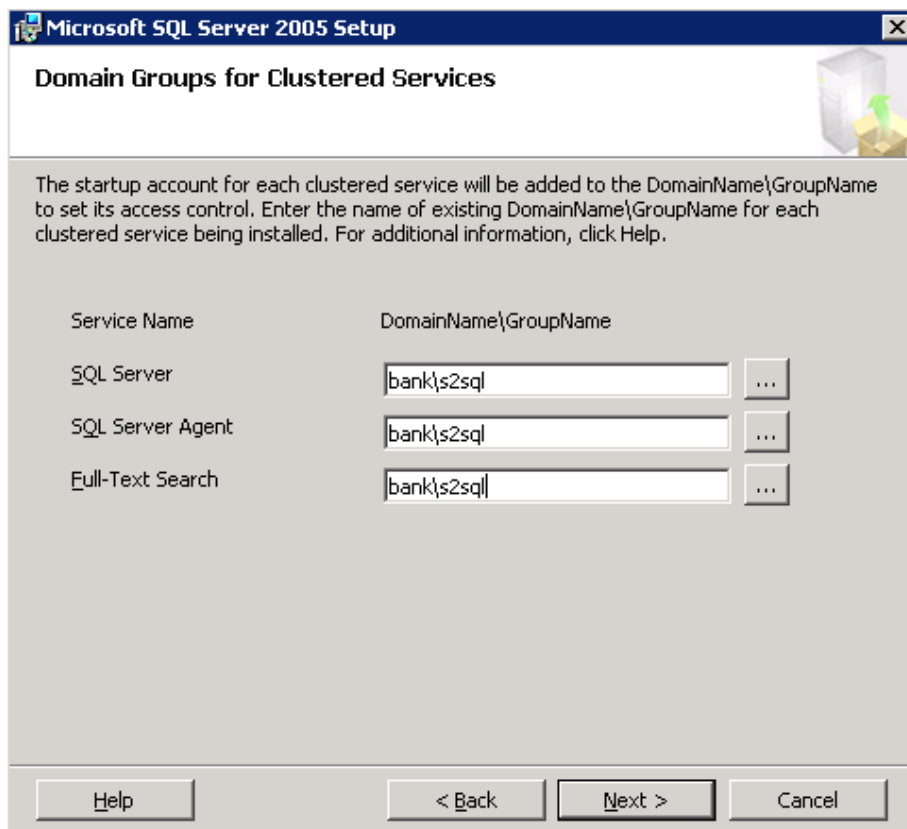 Microsoft SQL Server 2005 Setup
Domain Groups for Clustered Services
The startup account for each clustered service will be added to the DomainName\GroupName
to set its access control. Enter the name of existing DomainName\GroupName for each
clustered service being installed. For additional information, click Help.
Service Name DomainName\GroupName
SQL Server bank\s2sql ...
SQL Server Agent bank\s2sql ...
Full-Text Search bank\s2sql ...
Help < Back Next > Cancel